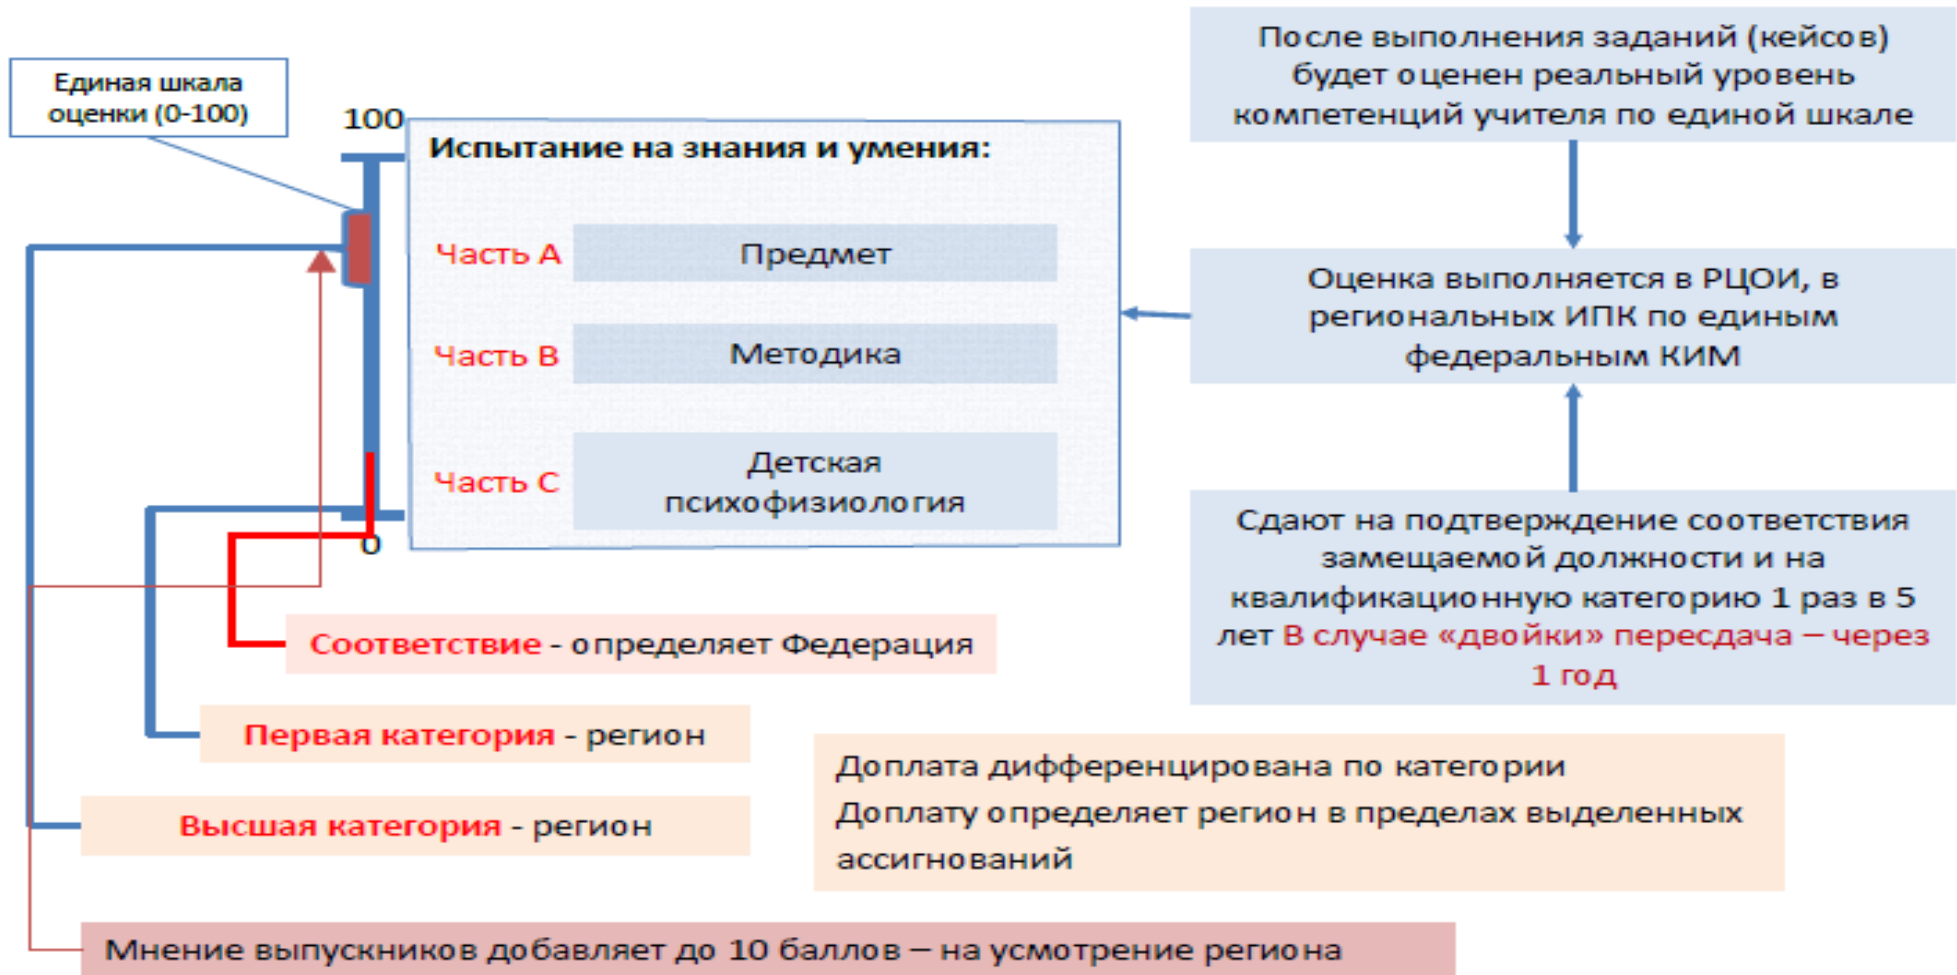 Единая шкала
оценки (0-100)
100
Испытание на знания и умения:
Часть А
Предмет
Часть В
Методика
Часть С
Детская
психофизиология
0
После выполнения заданий (кейсов)
будет оценен реальный уровень
компетенций учителя по единой шкале
Оценка выполняется в РЦОИ, в
региональных ИПК по единым
федеральным КИМ
Сдают на подтверждение соответствия
замещаемой должности и на
квалификационную категорию 1 раз в 5
лет В случае «двойки» пересдача – через
1 год
Соответствие - определяет Федерация
Первая категория - регион
Высшая категория - регион
Доплата дифференцирована по категории
Доплату определяет регион в пределах выделенных
ассигнований
Мнение выпускников добавляет до 10 баллов – на усмотрение региона